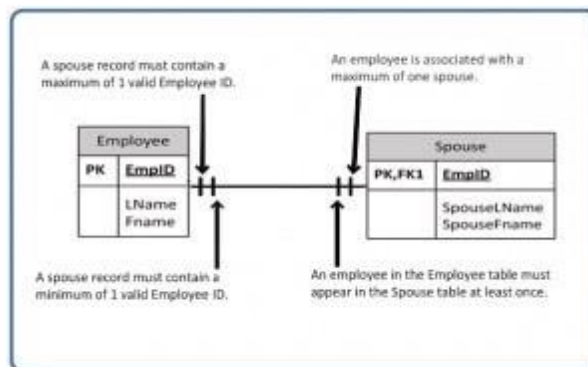 A spouse record must contain a
maximum of 1 valid Employee ID.
An employee is associated with a
maximum of one spouse.
Employee
PK EmpID
LName
Fname
Spouse
PK,FK1 EmpID
SpouseLName
SpouseFname
A spouse record must contain a
minimum of 1 valid Employee ID.
An employee in the Employee table must
appear in the Spouse table at least once.